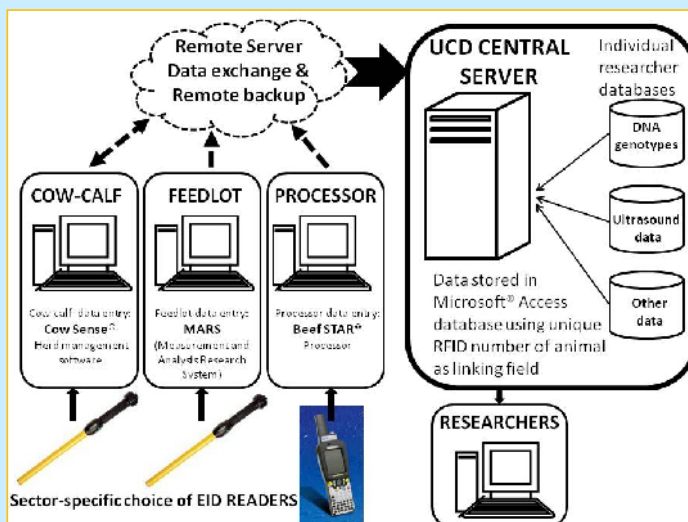 Remote Server
Data exchange &
Remote backup
UCD CENTRAL
SERVER
Individual
researcher
databases
DNA
genotypes
Ultrasound
data
Other
data
Data stored in
Microsoft® Access
database using unique
RFID number of animal
as linking field
COW-CALF
Cow-calf data entry:
Cow Sense®
Herd management
software
FEEDLOT
Feedlot data entry:
MARS
(Measurement and
Analysis Research
System)
PROCESSOR
Processor data entry:
Beef STAR®
Processor
RESEARCHERS
Sector-specific choice of EID READERS